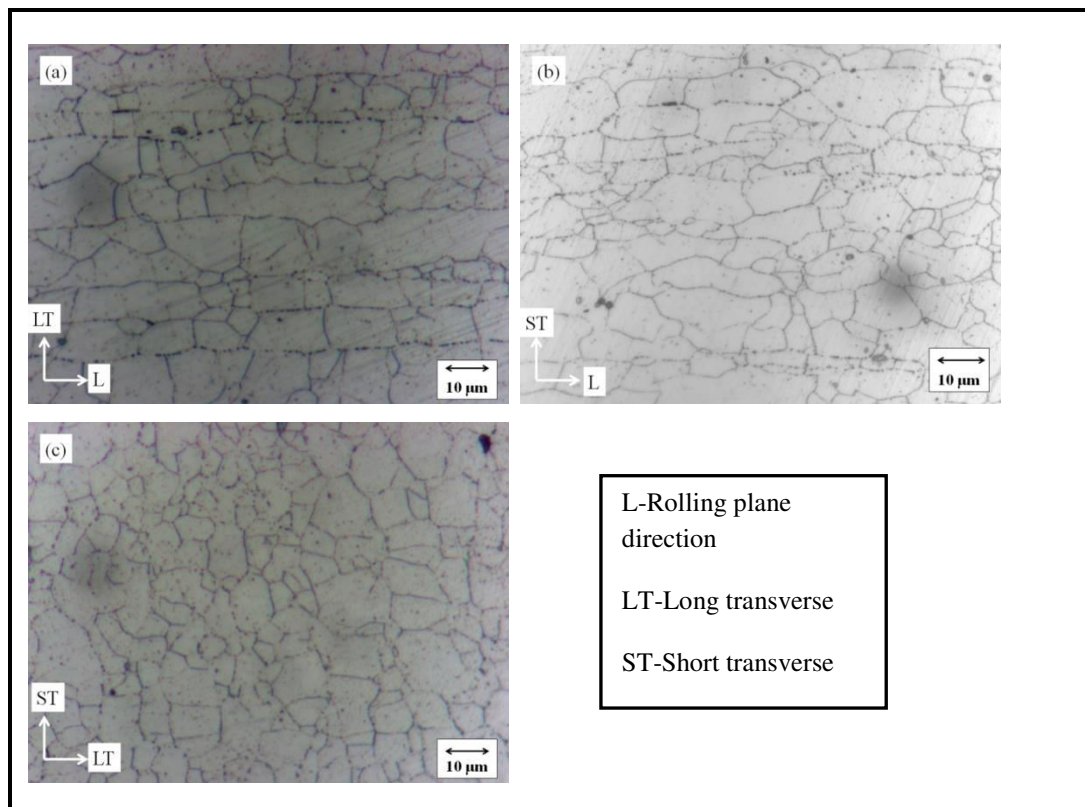 (a)
LT
L
10 µm
(b)
ST
L
10 µm
(c)
ST
LT
10 µm
L-Rolling plane
direction
LT-Long transverse
ST-Short transverse